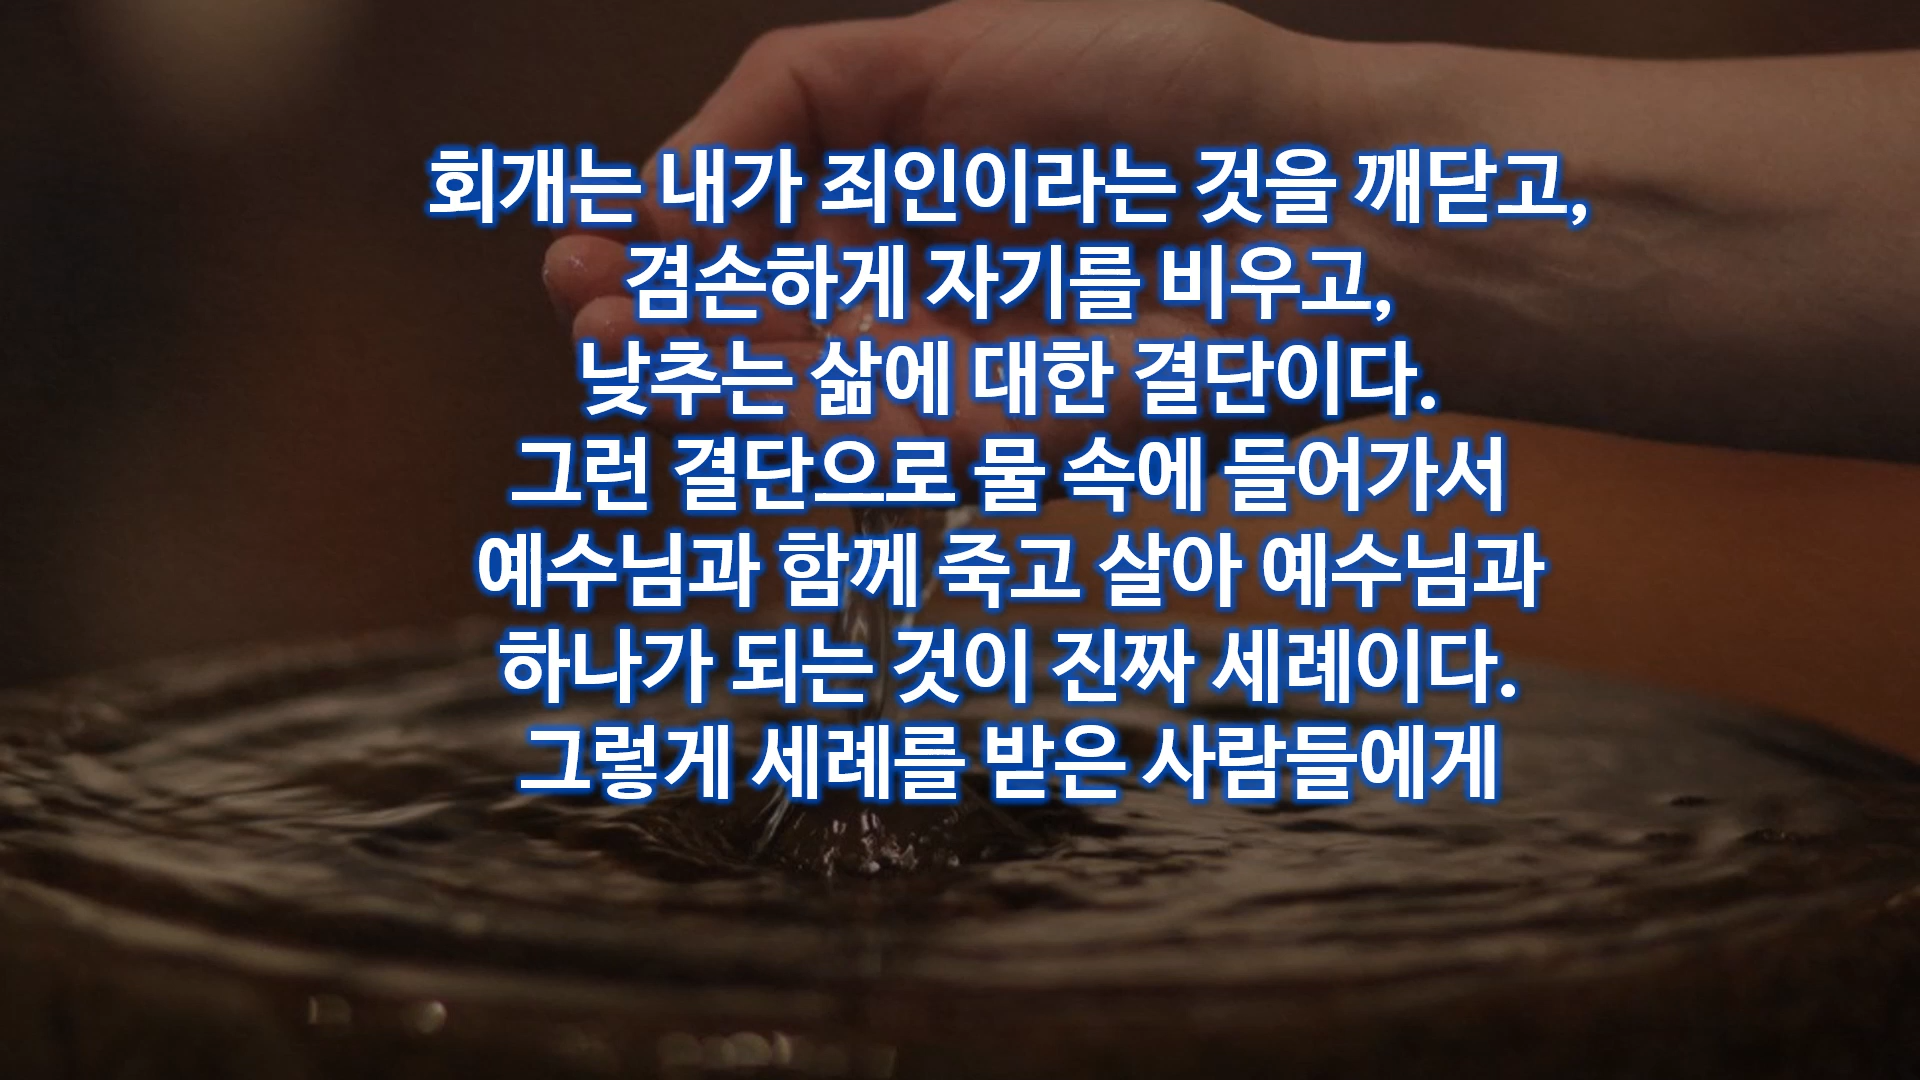 회개는 내가 죄인이라는 것을 깨닫고,
겸손하게 자기를 비우고,
낮추는 삶에 대한 결단이다.
그런 결단으로 물 속에 들어가서
예수님과 함께 죽고 살아 예수님과
하나가 되는 것이 진짜 세례이다.
그렇게 세례를 받은 사람들에게